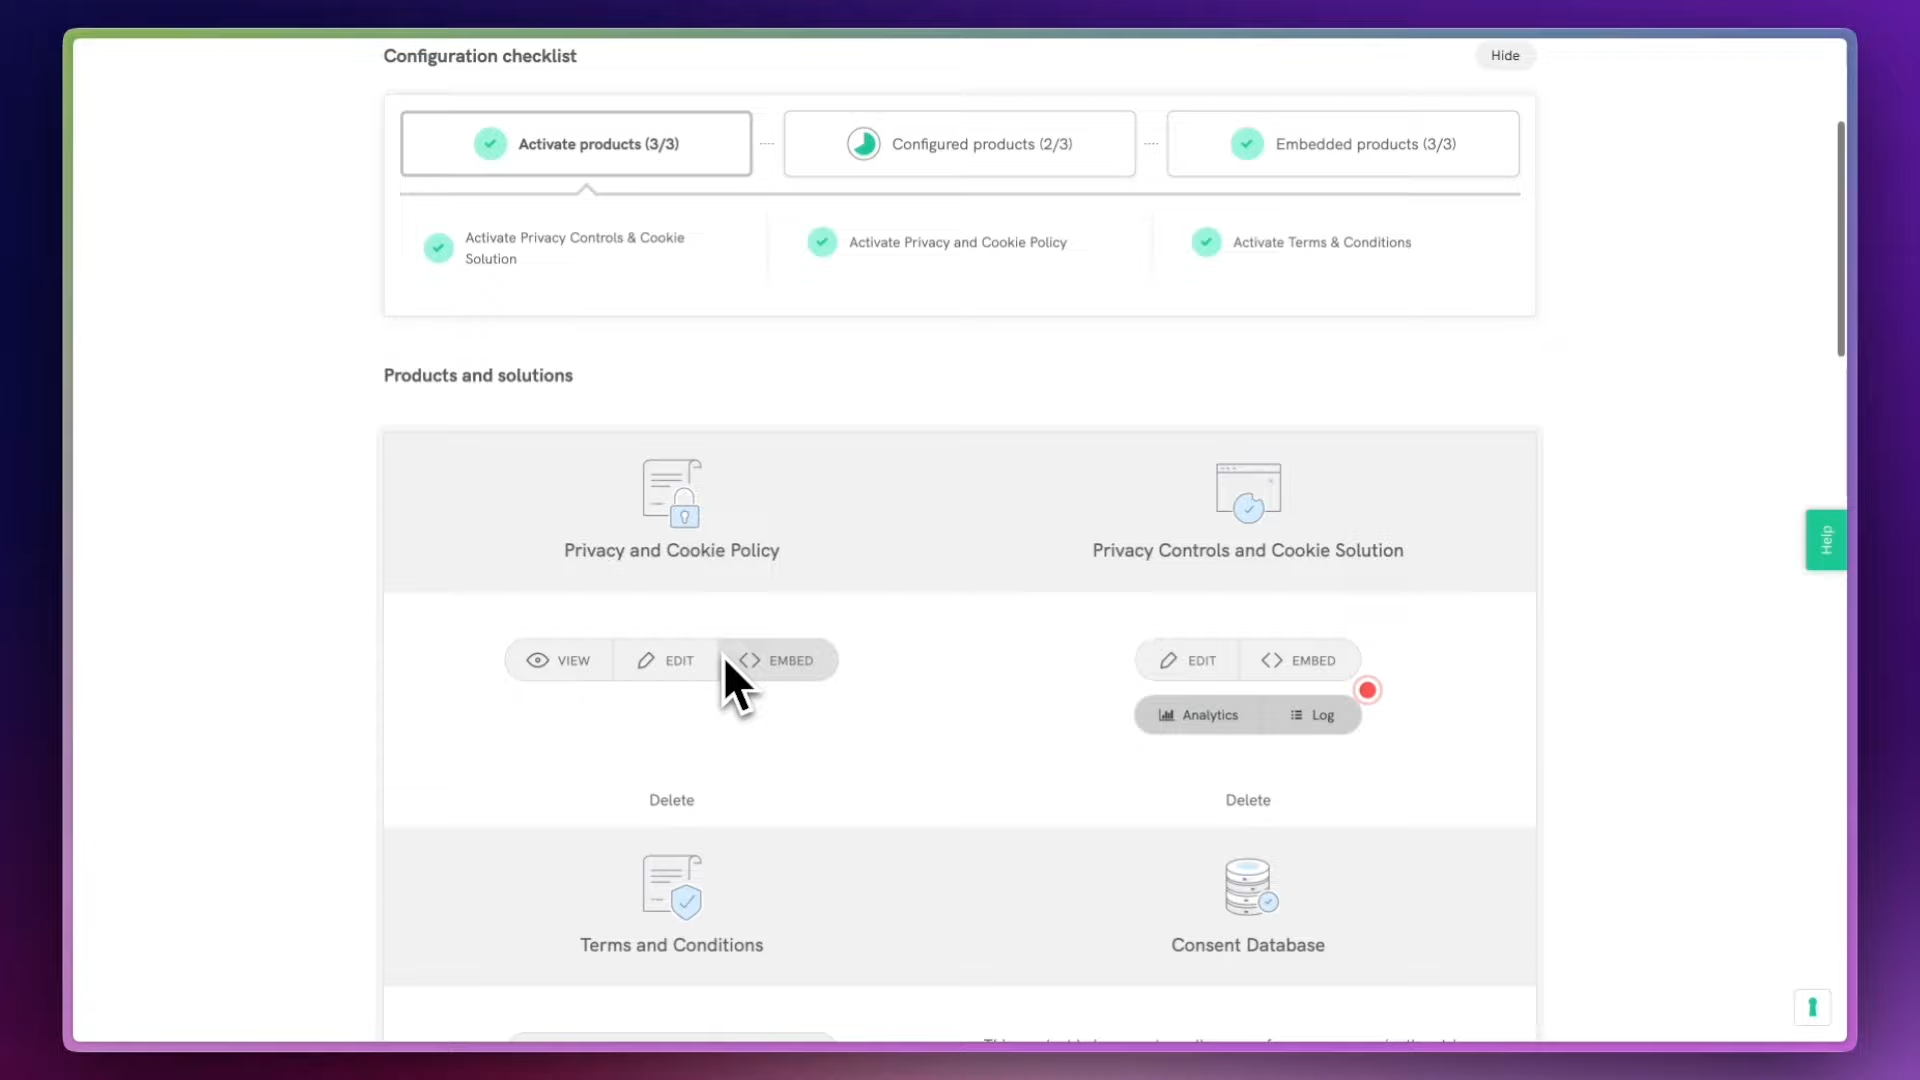 Configuration checklist
Hide
Activate products (3/3)
Configured products (2/3)
Embedded products (3/3)
Activate Privacy Controls & Cookie
Solution
Activate Privacy and Cookie Policy
Activate Terms & Conditions
Products and solutions
Privacy and Cookie Policy
Privacy Controls and Cookie Solution
Help
VIEW
EDIT
EMBED
EDIT
EMBED
Analytics
Log
Delete
Delete
Terms and Conditions
Consent Database